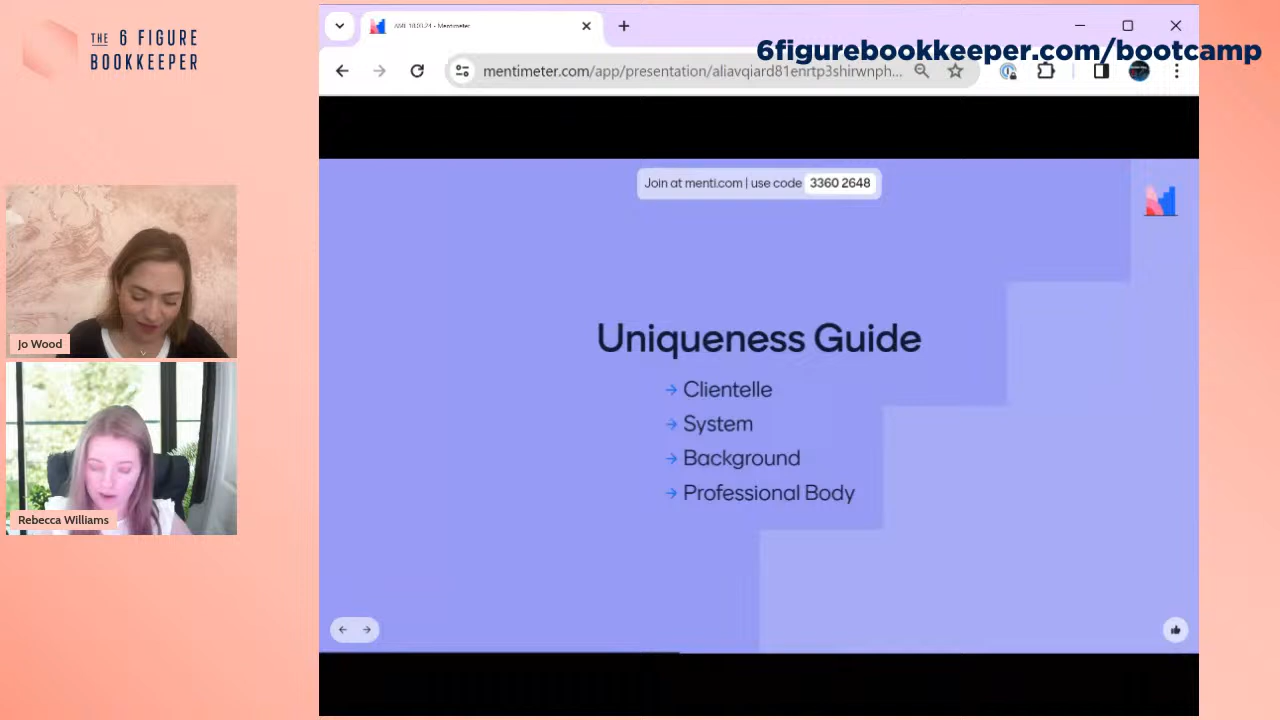 THE 6 FIGURE
BOOKKEEPER
6figurebookkeeper.com/bootcamp
mentimeter.com/app/presentation/aliavqiard81enrtp3shirwnph...
Join at menti.com | use code 3360 2648
Uniqueness Guide
→ Clientelle
→ System
→ Background
→ Professional Body
Jo Wood
Rebecca Williams